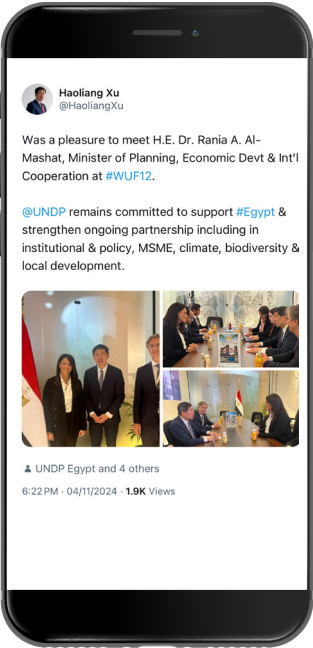 Haoliang Xu
@HaoliangXu
Was a pleasure to meet H.E. Dr. Rania A. Al-
Mashat, Minister of Planning, Economic Devt & Int'l
Cooperation at #WUF12.
@UNDP remains committed to support #Egypt &
strengthen ongoing partnership including in
institutional & policy, MSME, climate, biodiversity &
local development.
UNDP Egypt and 4 others
6:22 PM · 04/11/2024 · 1.9K Views